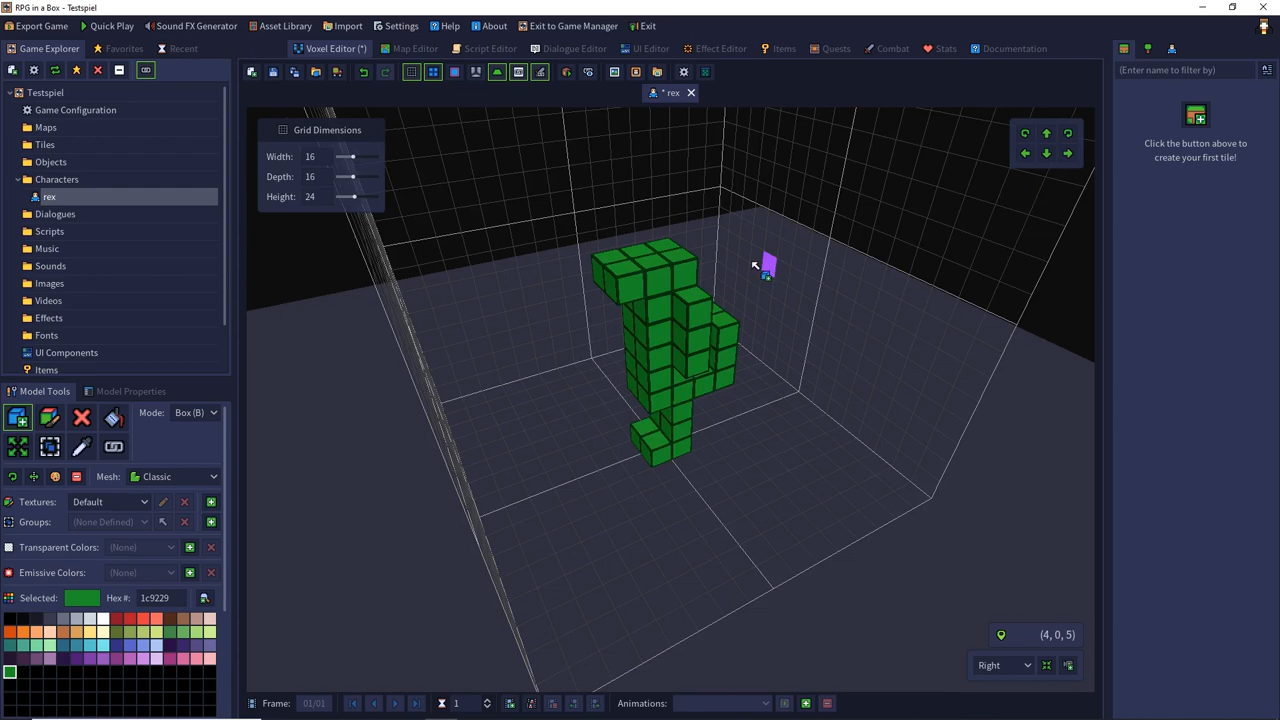 RPG in a Box - Testspiel
Export Game Quick Play Sound FX Generator Asset Library Import Settings Help About Exit to Game Manager Exit
Game Explorer Favorites Recent Voxel Editor (*) Map Editor Script Editor Dialogue Editor UI Editor Effect Editor Items Quests Combat Stats Documentation
(Enter name to filter by)
* rex
Testspiel
Game Configuration
Maps
Tiles
Objects
Characters
rex
Dialogues
Scripts
Music
Sounds
Images
Videos
Effects
Fonts
UI Components
Items
Grid Dimensions
Width: 16
Depth: 16
Height: 24
Click the button above to
create your first tile!
Model Tools Model Properties
Mode: Box (B)
Mesh: Classic
Textures: Default
Groups: (None Defined)
Transparent Colors: (None)
Emissive Colors: (None)
Selected: Hex #: 1c9229
(4, 0, 5)
Right
Frame: 01/01 1 Animations: